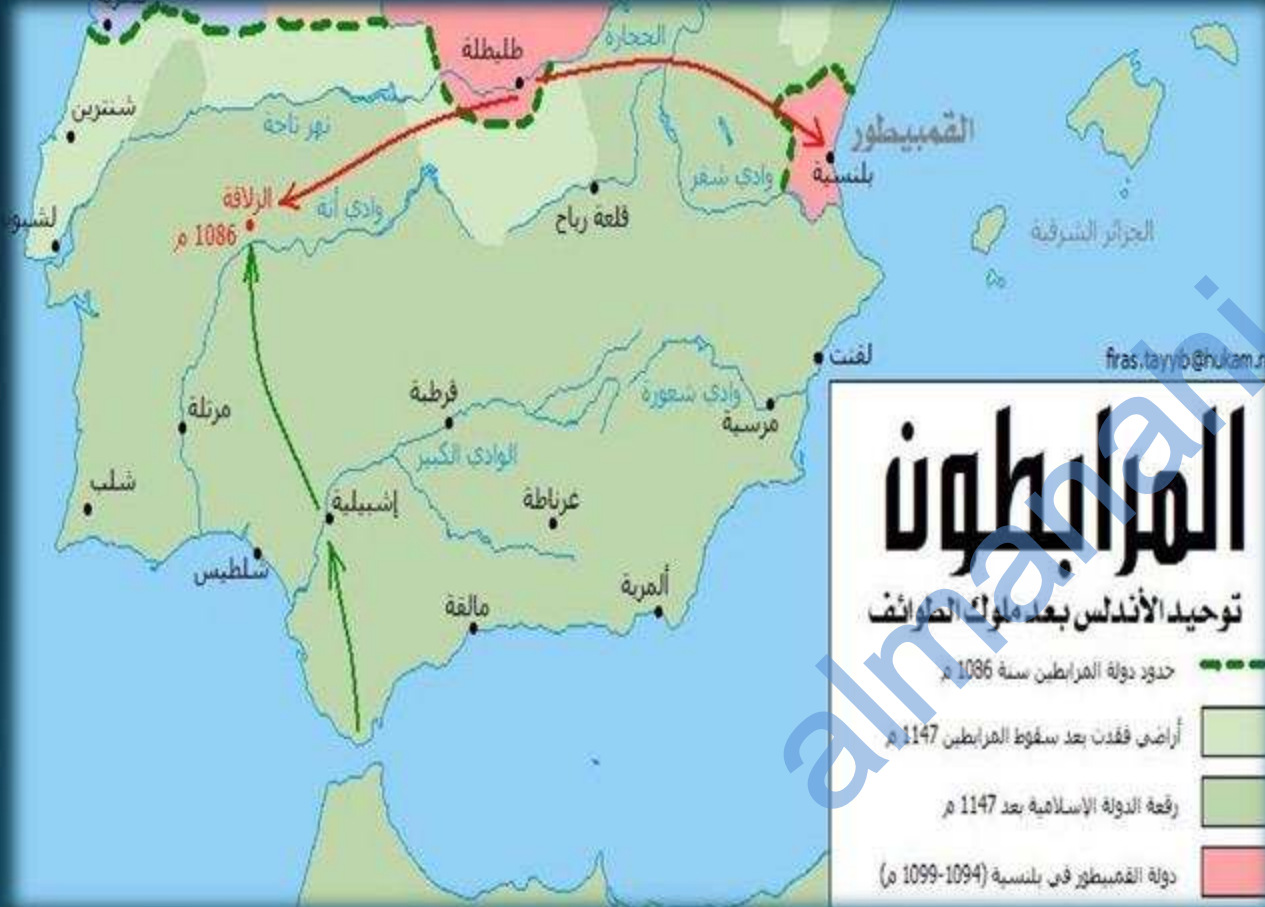 طليطلة
الحجارة
شنترين
نهر تاجة
القمبيطور
بلنسية
وادي شقر
الزلاقة
1086 م
وادي أنة
قلعة رباح
الجزائر الشرقية
لقنت
firas.tayyib@hukam.n
قرطبة
وادي شقورة
مرسية
مرتلة
الوادي الكبير
شلب
إشبيلية
غرناطة
شلطيش
ألمرية
مالقة
المرابطون
توحيد الأندلس بعد ملوك الطوائف
حدود دولة المرابطين سنة 1086 م
أراضي فقدت بعد سقوط المرابطين 1147 م
رقعة الدولة الإسلامية بعد 1147 م
دولة القمبيطور في بلنسية (1094-1099 م)
almanahj